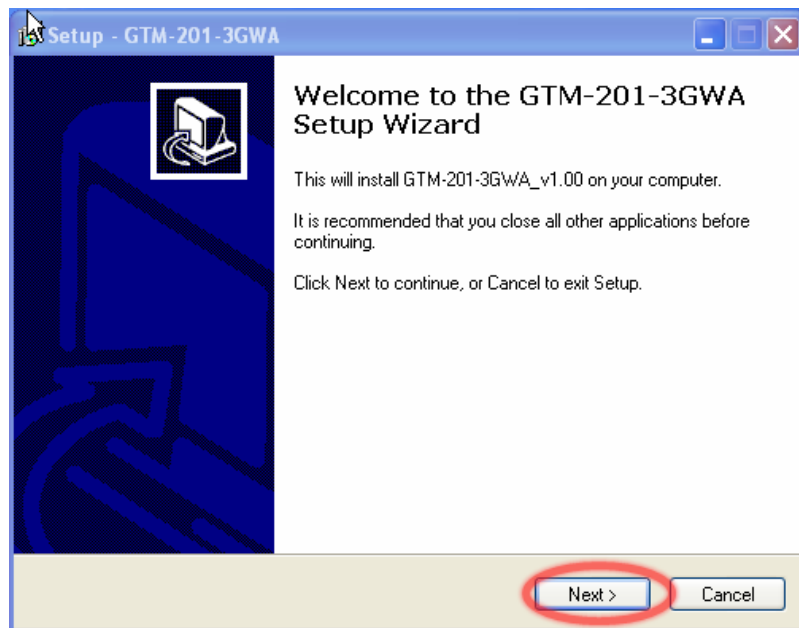 Setup - GTM-201-3GWA
Welcome to the GTM-201-3GWA
Setup Wizard
This will install GTM-201-3GWA_v1.00 on your computer.
It is recommended that you close all other applications before
continuing.
Click Next to continue, or Cancel to exit Setup.
Next >
Cancel